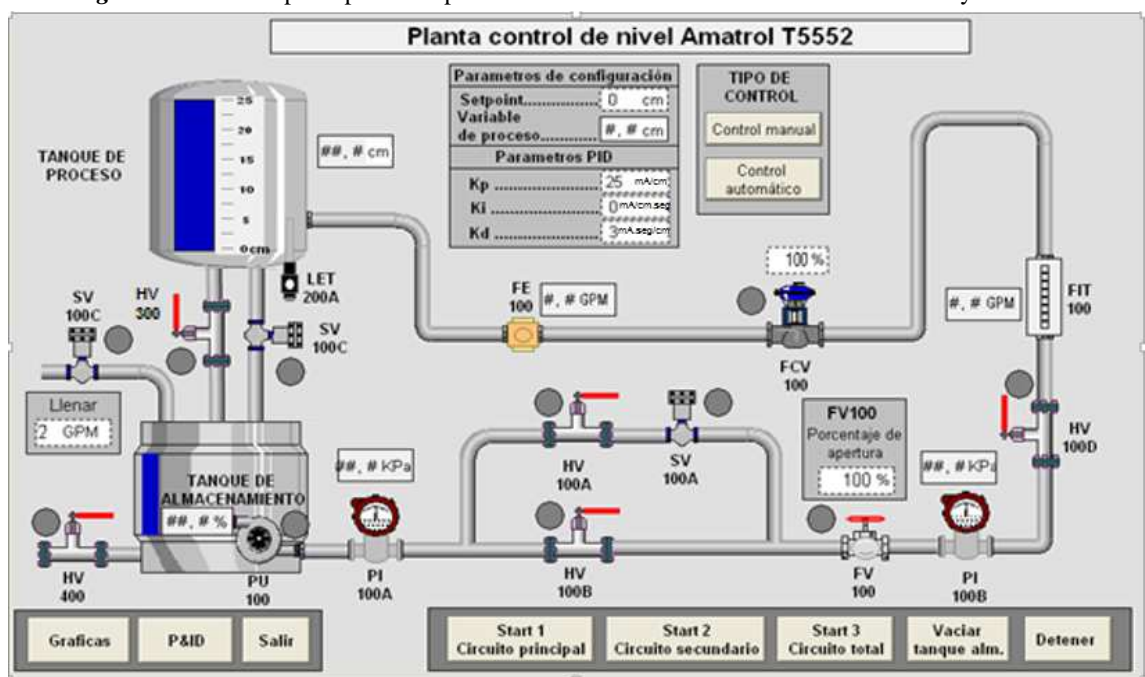 Planta control de nivel Amatrol T5552
Parametros de configuración
Setpoint.............. 0 cm
Variable
de proceso............ #, # cm
Parametros PID
Kp ..................... 25 mA/cm
Ki ...................... 0 mA/cm.seg
Kd ..................... 3 mA.seg/cm
TIPO DE
CONTROL
Control manual
Control
automático
25
20
15
10
5
0cm
TANQUE DE
PROCESO
##, # cm
LET
200A
HV
300
SV
100C
SV
100C
FE
100
#, # GPM
100 %
FCV
100
#, # GPM
FIT
100
Llenar
2 GPM
HV
100A
SV
100A
FV100
Porcentaje de
apertura
100 %
HV
100D
TANQUE DE
ALMACENAMIENTO
##, # %
##, # KPa
##, # KPa
HV
400
PU
100
PI
100A
HV
100B
FV
100
PI
100B
Graficas
P&ID
Salir
Start 1
Circuito principal
Start 2
Circuito secundario
Start 3
Circuito total
Vaciar
tanque alm.
Detener